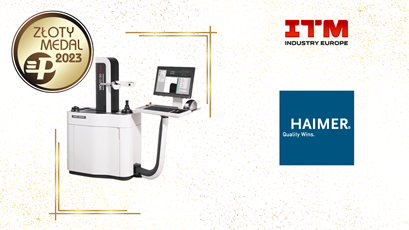 ZŁOTY
MEDAL
2023
ITM
INDUSTRY EUROPE
HAIMER®
Quality Wins.